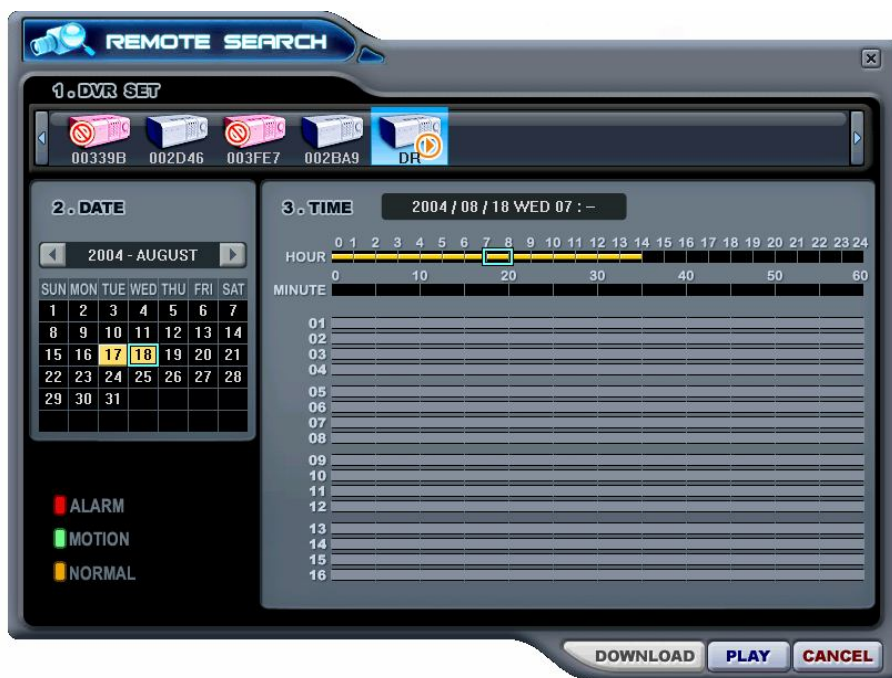 REMOTE SEARCH
1. DVR SET
00339B 002D46 003FE7 002BA9 DR
2. DATE
2004 - AUGUST
SUN MON TUE WED THU FRI SAT
1 2 3 4 5 6 7
8 9 10 11 12 13 14
15 16 17 18 19 20 21
22 23 24 25 26 27 28
29 30 31
ALARM
MOTION
NORMAL
3. TIME 2004 / 08 / 18 WED 07 : –
0 1 2 3 4 5 6 7 8 9 10 11 12 13 14 15 16 17 18 19 20 21 22 23 24
HOUR
0 10 20 30 40 50 60
MINUTE
01
02
03
04
05
06
07
08
09
10
11
12
13
14
15
16
DOWNLOAD PLAY CANCEL